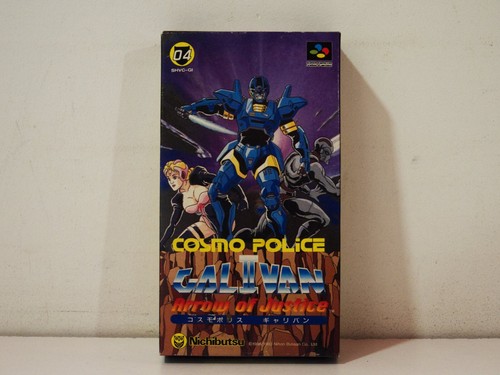 04
SHVC-GI
COSMO POLICE
GALIVAN II
Arrow of Justice
コスモポリス ギャリバン
Nichibutsu